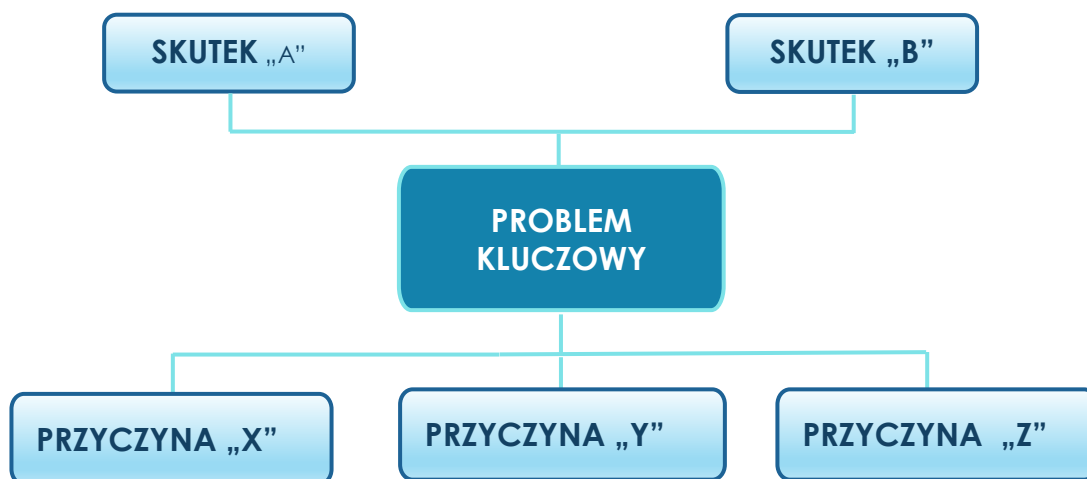 SKUTEK „A”
SKUTEK „B”
PROBLEM
KLUCZOWY
PRZYCZYNA „X”
PRZYCZYNA „Y”
PRZYCZYNA „Z”